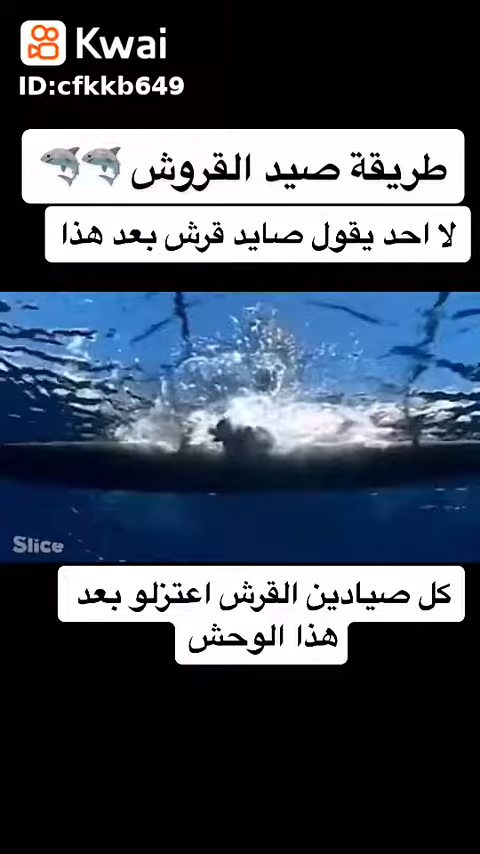 Kwai
ID:cfkkb649
طريقة صيد القروش 🦈🦈
لا احد يقول صايد قرش بعد هذا
Slice
كل صيادين القرش اعتزلو بعد
هذا الوحش